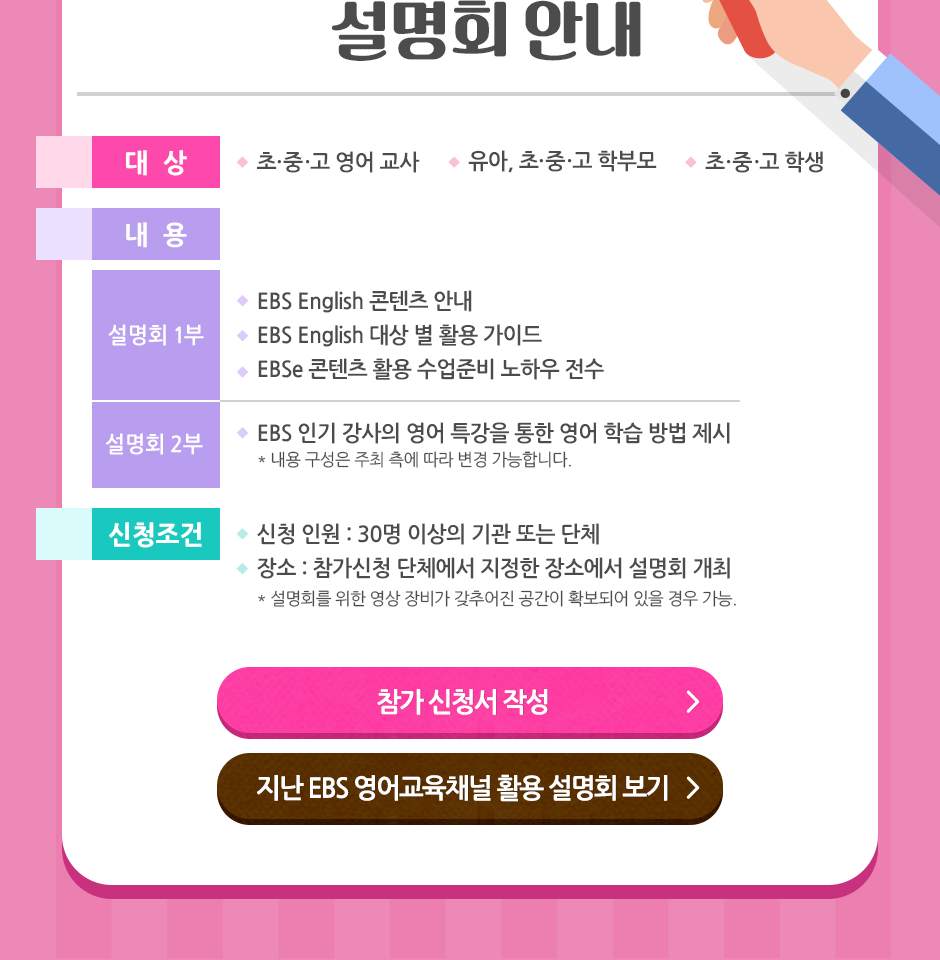 설명회 안내
대 상
초·중·고 영어 교사
유아, 초·중·고 학부모
초·중·고 학생
내 용
설명회 1부
EBS English 콘텐츠 안내
EBS English 대상 별 활용 가이드
EBSe 콘텐츠 활용 수업준비 노하우 전수
설명회 2부
EBS 인기 강사의 영어 특강을 통한 영어 학습 방법 제시
* 내용 구성은 주최 측에 따라 변경 가능합니다.
신청조건
신청 인원 : 30명 이상의 기관 또는 단체
장소 : 참가신청 단체에서 지정한 장소에서 설명회 개최
* 설명회를 위한 영상 장비가 갖추어진 공간이 확보되어 있을 경우 가능.
참가 신청서 작성
지난 EBS 영어교육채널 활용 설명회 보기